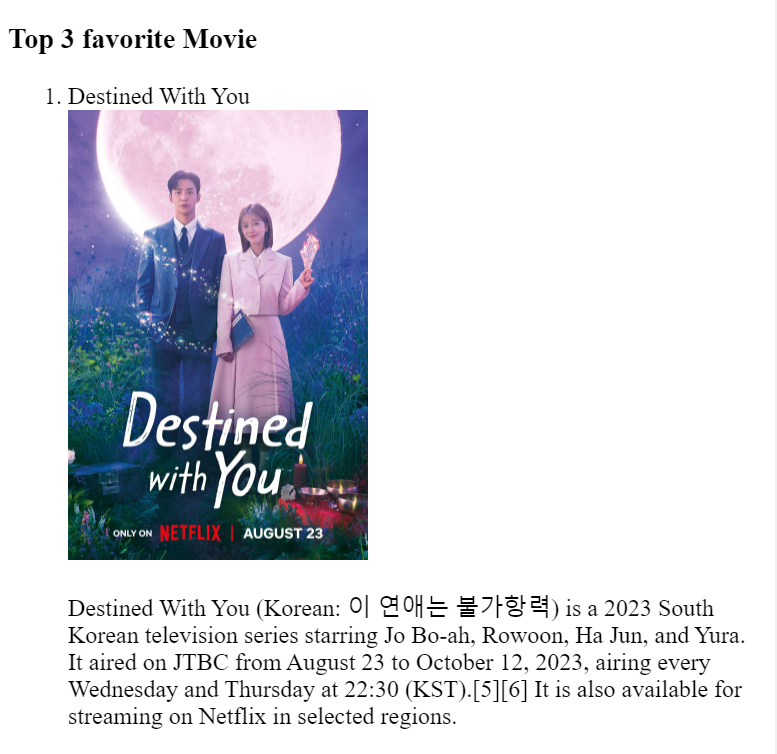 Top 3 favorite Movie
1. Destined With You
Destined
with You
ONLY ON NETFLIX | AUGUST 23
Destined With You (Korean: 이 연애는 불가항력) is a 2023 South
Korean television series starring Jo Bo-ah, Rowoon, Ha Jun, and Yura.
It aired on JTBC from August 23 to October 12, 2023, airing every
Wednesday and Thursday at 22:30 (KST).[5][6] It is also available for
streaming on Netflix in selected regions.